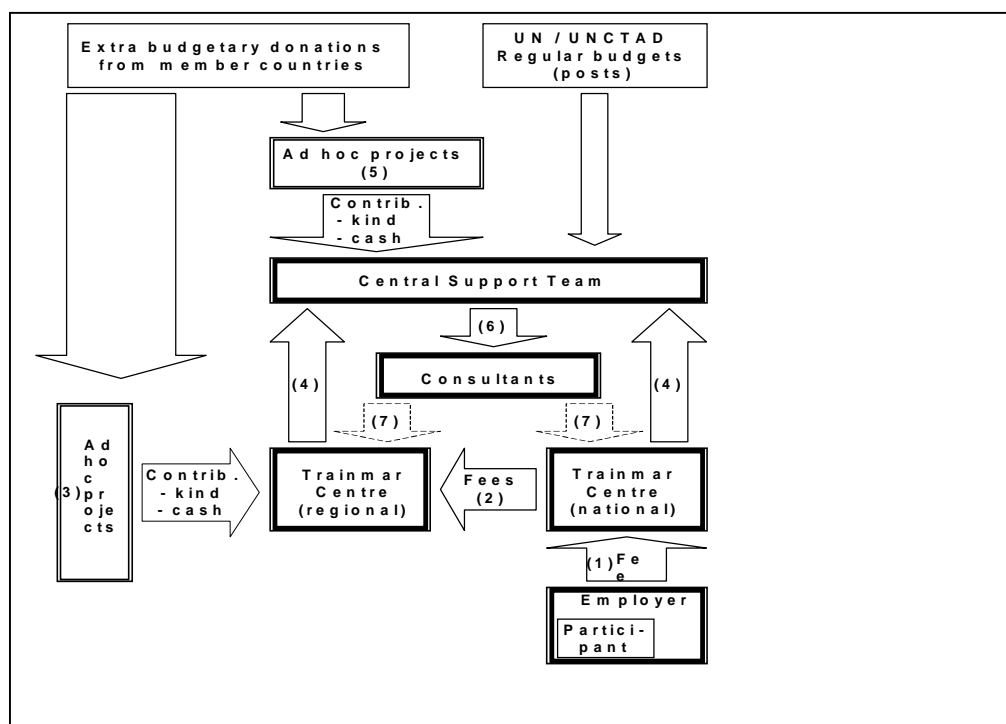 Extra budgetary donations
from member countries
UN / UNCTAD
Regular budgets
(posts)
Ad hoc projects
(5)
Contrib.
- kind
- cash
Central Support Team
(6)
Consultants
(4)
(4)
(7)
(7)
Ad
hoc
pr
ojec
ts
(3)
Contrib.
- kind
- cash
Trainmar
Centre
(regional)
Fees
(2)
Trainmar
Centre
(national)
(1) Fe
e
Employer
Partici-
pant